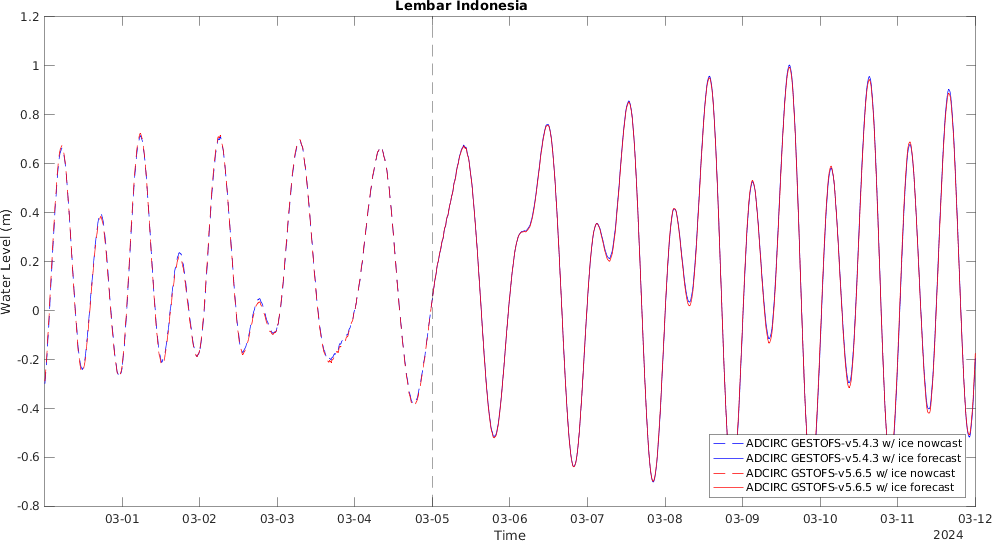 Lembar Indonesia
Water Level (m)
1.2
1
0.8
0.6
0.4
0.2
0
-0.2
-0.4
-0.6
-0.8
ADCIRC GESTOFS-v5.4.3 w/ ice nowcast
ADCIRC GESTOFS-v5.4.3 w/ ice forecast
ADCIRC GSTOFS-v5.6.5 w/ ice nowcast
ADCIRC GSTOFS-v5.6.5 w/ ice forecast
03-01 03-02 03-03 03-04 03-05 03-06 03-07 03-08 03-09 03-10 03-11 03-12
Time
2024